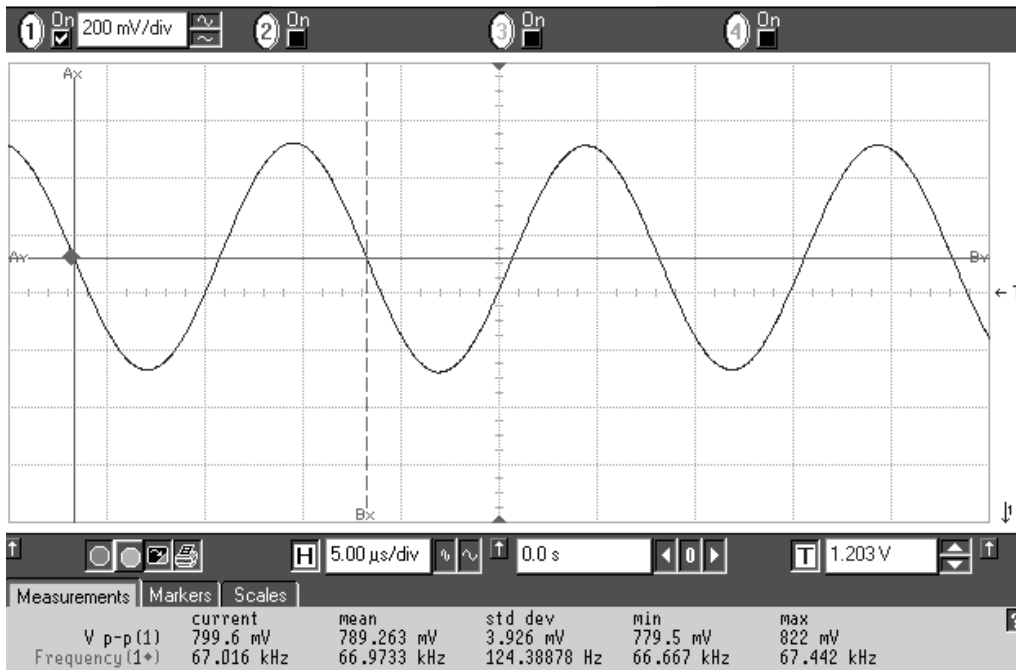 1 On 200 mV/div 2 On 3 On 4 On
Ax
Ay By
Bx
H 5.00 µs/div 0.0 s 0 T 1.203 V
Measurements Markers Scales
current mean std dev min max
V p-p(1) 799.6 mV 789.263 mV 3.926 mV 779.5 mV 822 mV
Frequency(1◆) 67.016 kHz 66.9733 kHz 124.38878 Hz 66.667 kHz 67.442 kHz